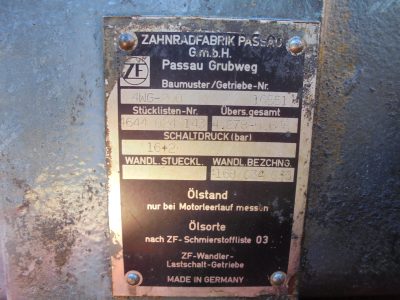 ZAHNRADFABRIK PASSAU
G.m.b.H.
ZF
Passau Grubweg
Baumuster/Getriebe-Nr.
Stücklisten-Nr
Übers.gesamt
4644
SCHALTDRUCK (bar)
16+2
WANDL.STUECKL.
WANDL.BEZCHNG.
Ölstand
nur bei Motorleerlauf messen
Ölsorte
nach ZF-Schmierstoffliste 03
ZF-Wandler-
Lastschalt-Getriebe
MADE IN GERMANY